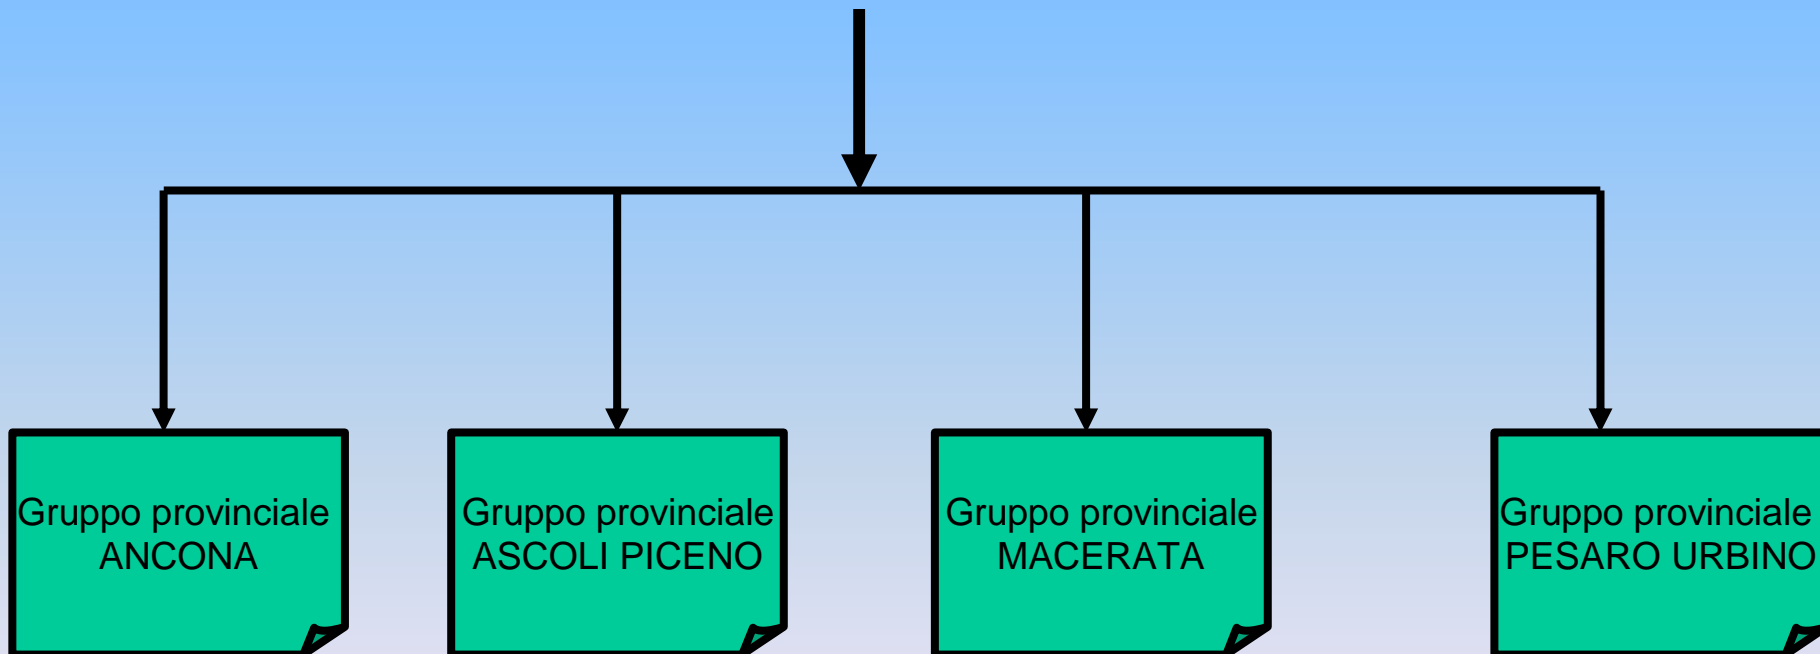 Gruppo provinciale
ANCONA
Gruppo provinciale
ASCOLI PICENO
Gruppo provinciale
MACERATA
Gruppo provinciale
PESARO URBINO